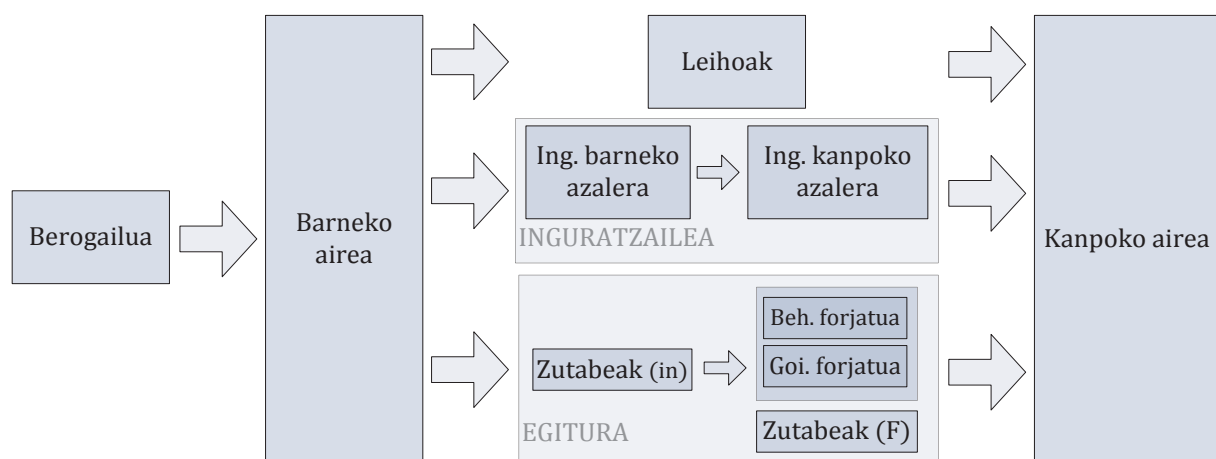 Berogailua
Barneko
airea
Leihoak
Ing. barneko
azalera
Ing. kanpoko
azalera
INGURATZAILEA
Zutabeak (in)
Beh. forjatua
Goi. forjatua
Zutabeak (F)
EGITURA
Kanpoko airea